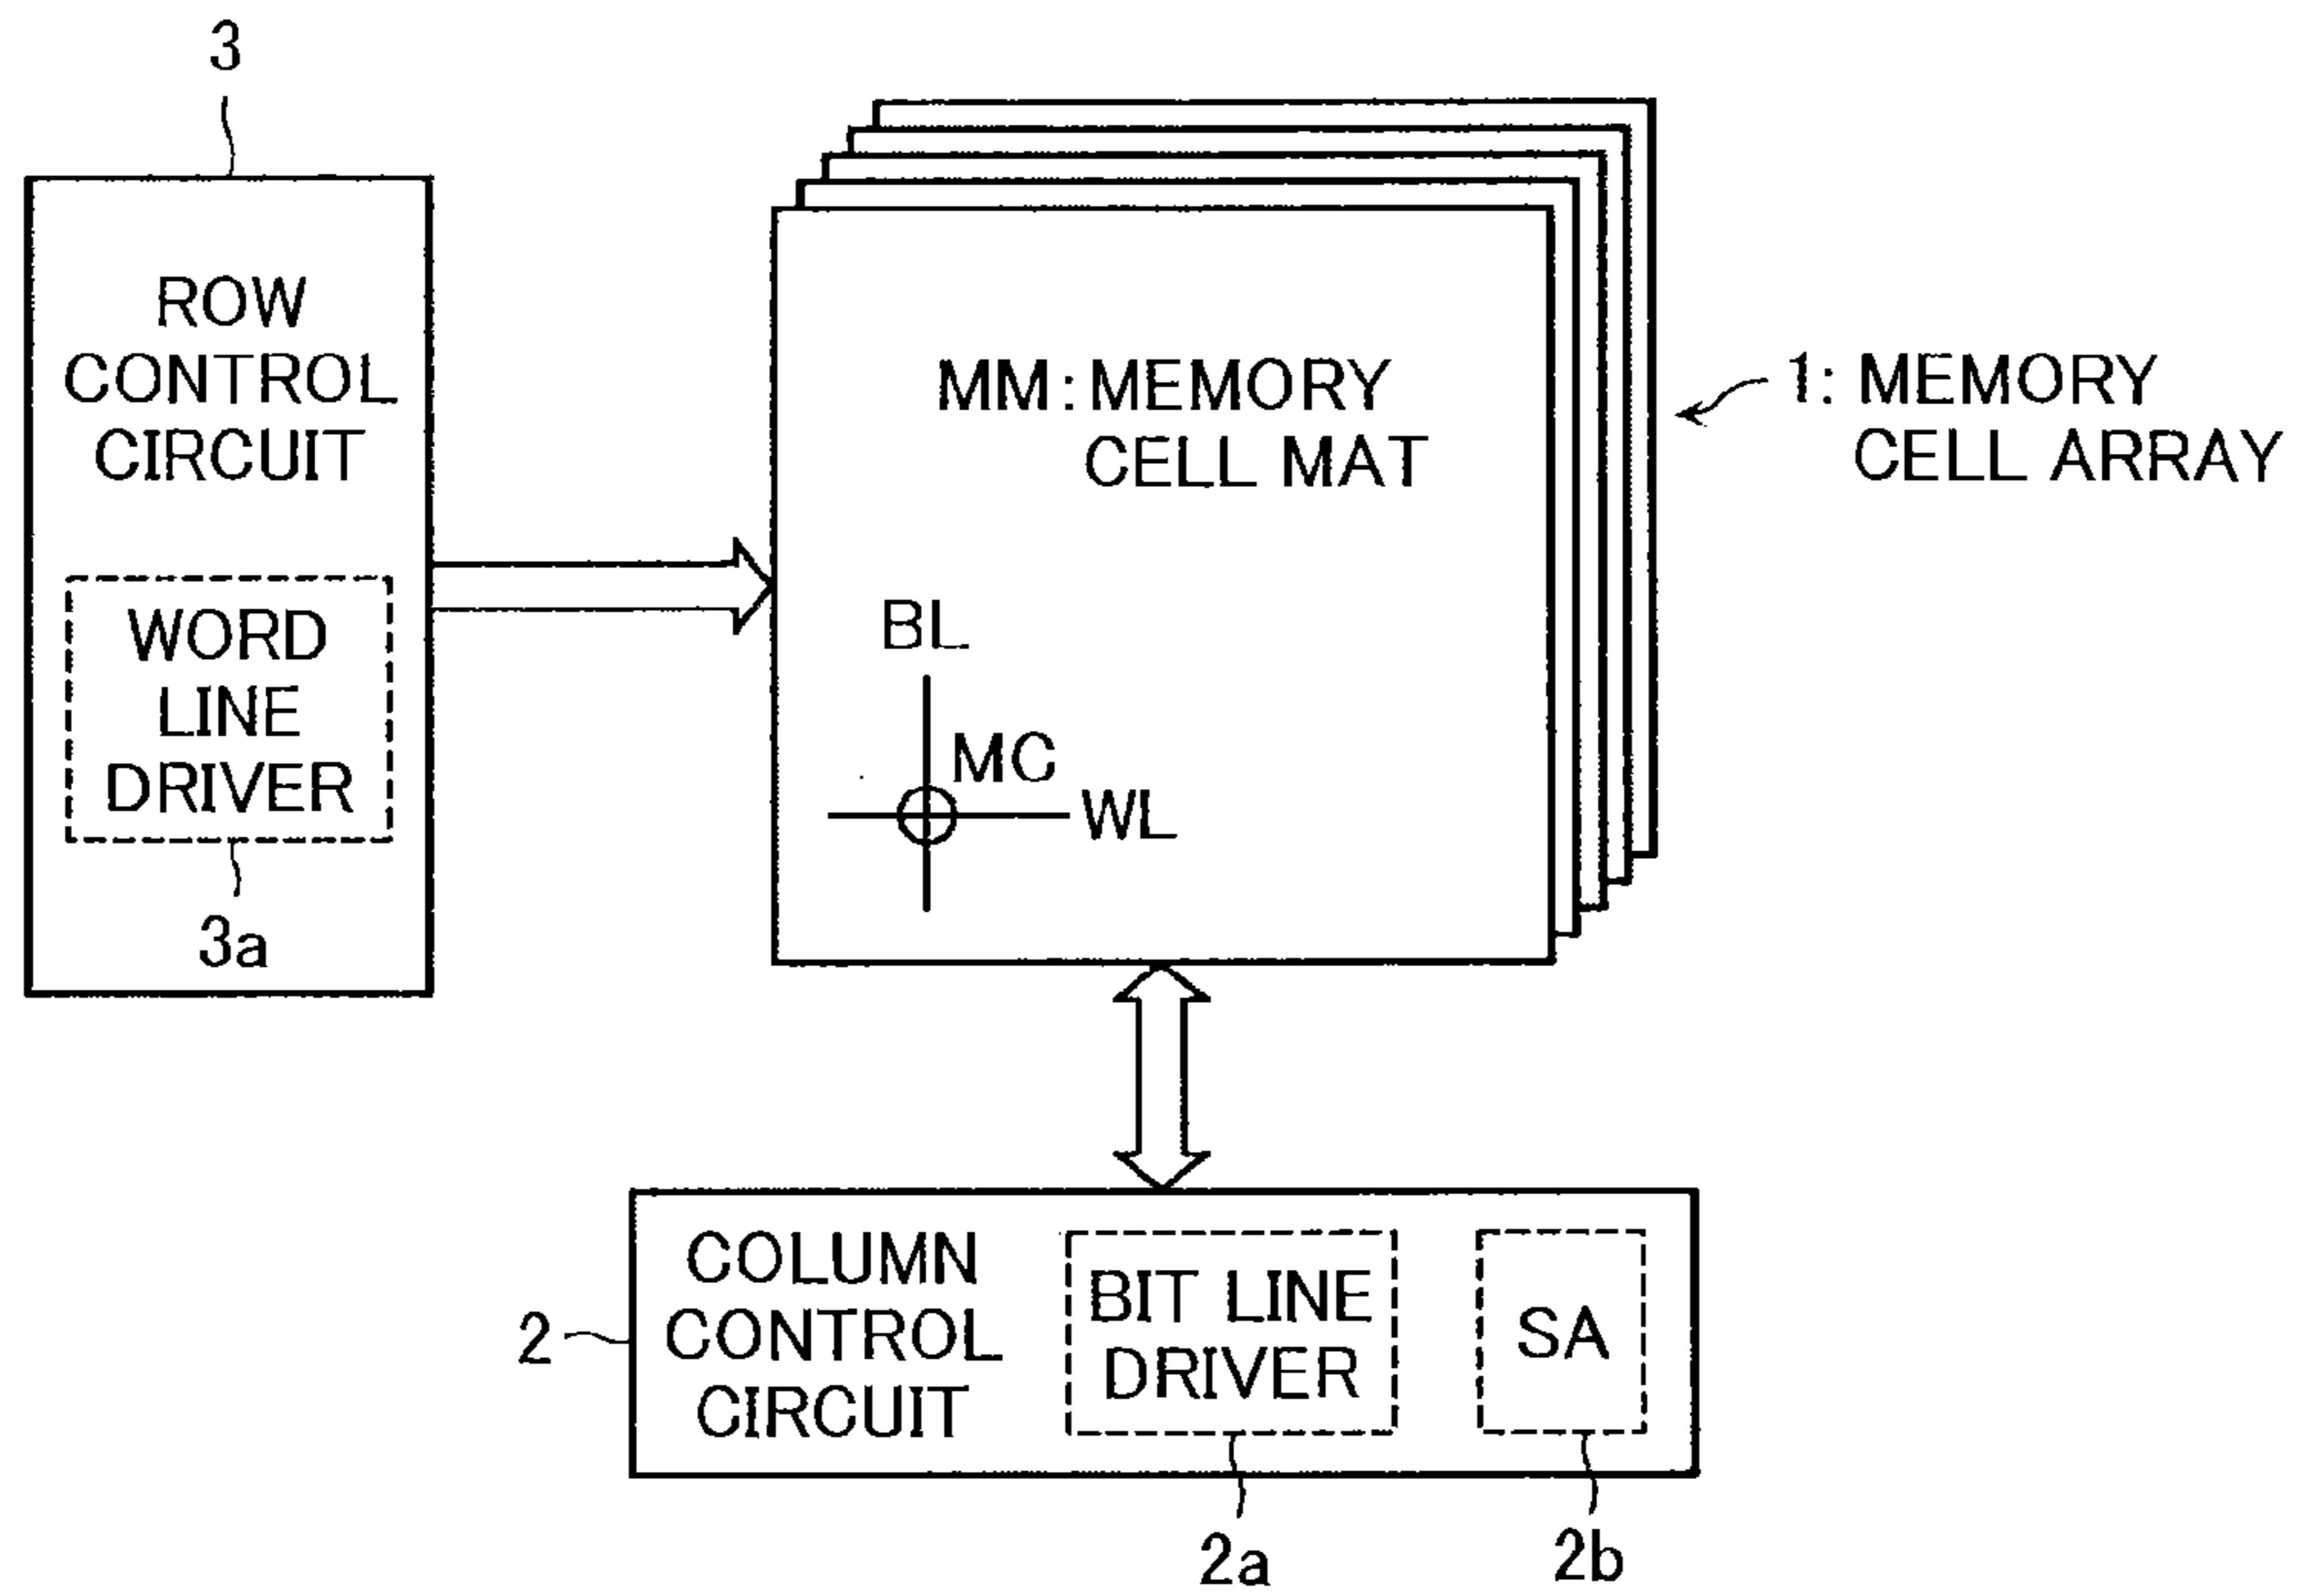 3
ROW
CONTROL
CIRCUIT
WORD
LINE
DRIVER
3a
MM: MEMORY
CELL MAT
BL
MC
WL
1: MEMORY
CELL ARRAY
2
COLUMN
CONTROL
CIRCUIT
BIT LINE
DRIVER
SA
2a
2b